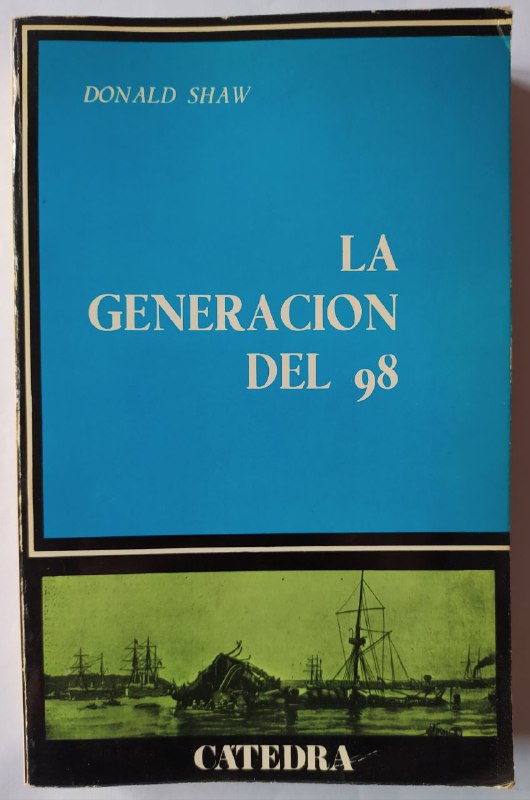 DONALD SHAW
LA
GENERACION
DEL 98
CATEDRA